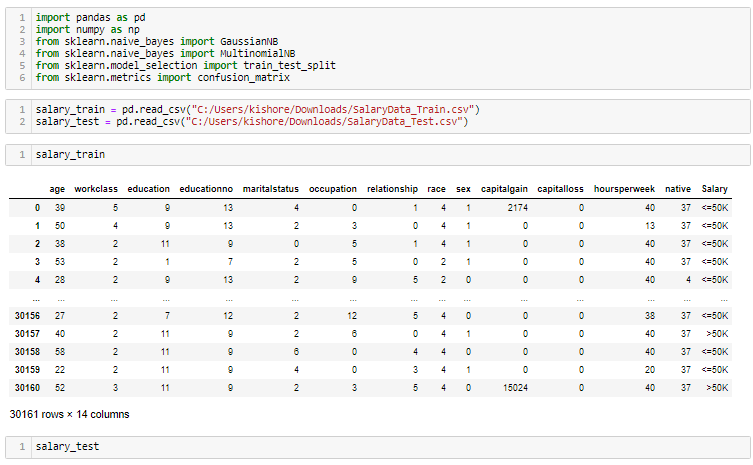 1 import pandas as pd
2 import numpy as np
3 from sklearn.naive_bayes import GaussianNB
4 from sklearn.naive_bayes import MultinomialNB
5 from sklearn.model_selection import train_test_split
6 from sklearn.metrics import confusion_matrix
1 salary_train = pd.read_csv("C:/Users/kishore/Downloads/SalaryData_Train.csv")
2 salary_test = pd.read_csv("C:/Users/kishore/Downloads/SalaryData_Test.csv")
1 salary_train
age workclass education educationno maritalstatus occupation relationship race sex capitalgain capitalloss hoursperweek native Salary
0 39 5 9 13 4 0 1 4 1 2174 0 40 37 <=50K
1 50 4 9 13 2 3 0 4 1 0 0 13 37 <=50K
2 38 2 11 9 0 5 1 4 1 0 0 40 37 <=50K
3 53 2 1 7 2 5 0 2 1 0 0 40 37 <=50K
4 28 2 9 13 2 9 5 2 0 0 0 40 4 <=50K
... ... ... ... ... ... ... ... ... ... ... ... ... ... ...
30156 27 2 7 12 2 12 5 4 0 0 0 38 37 <=50K
30157 40 2 11 9 2 6 0 4 1 0 0 40 37 >50K
30158 58 2 11 9 6 0 4 4 0 0 0 40 37 <=50K
30159 22 2 11 9 4 0 3 4 1 0 0 20 37 <=50K
30160 52 3 11 9 2 3 5 4 0 15024 0 40 37 >50K
30161 rows × 14 columns
1 salary_test